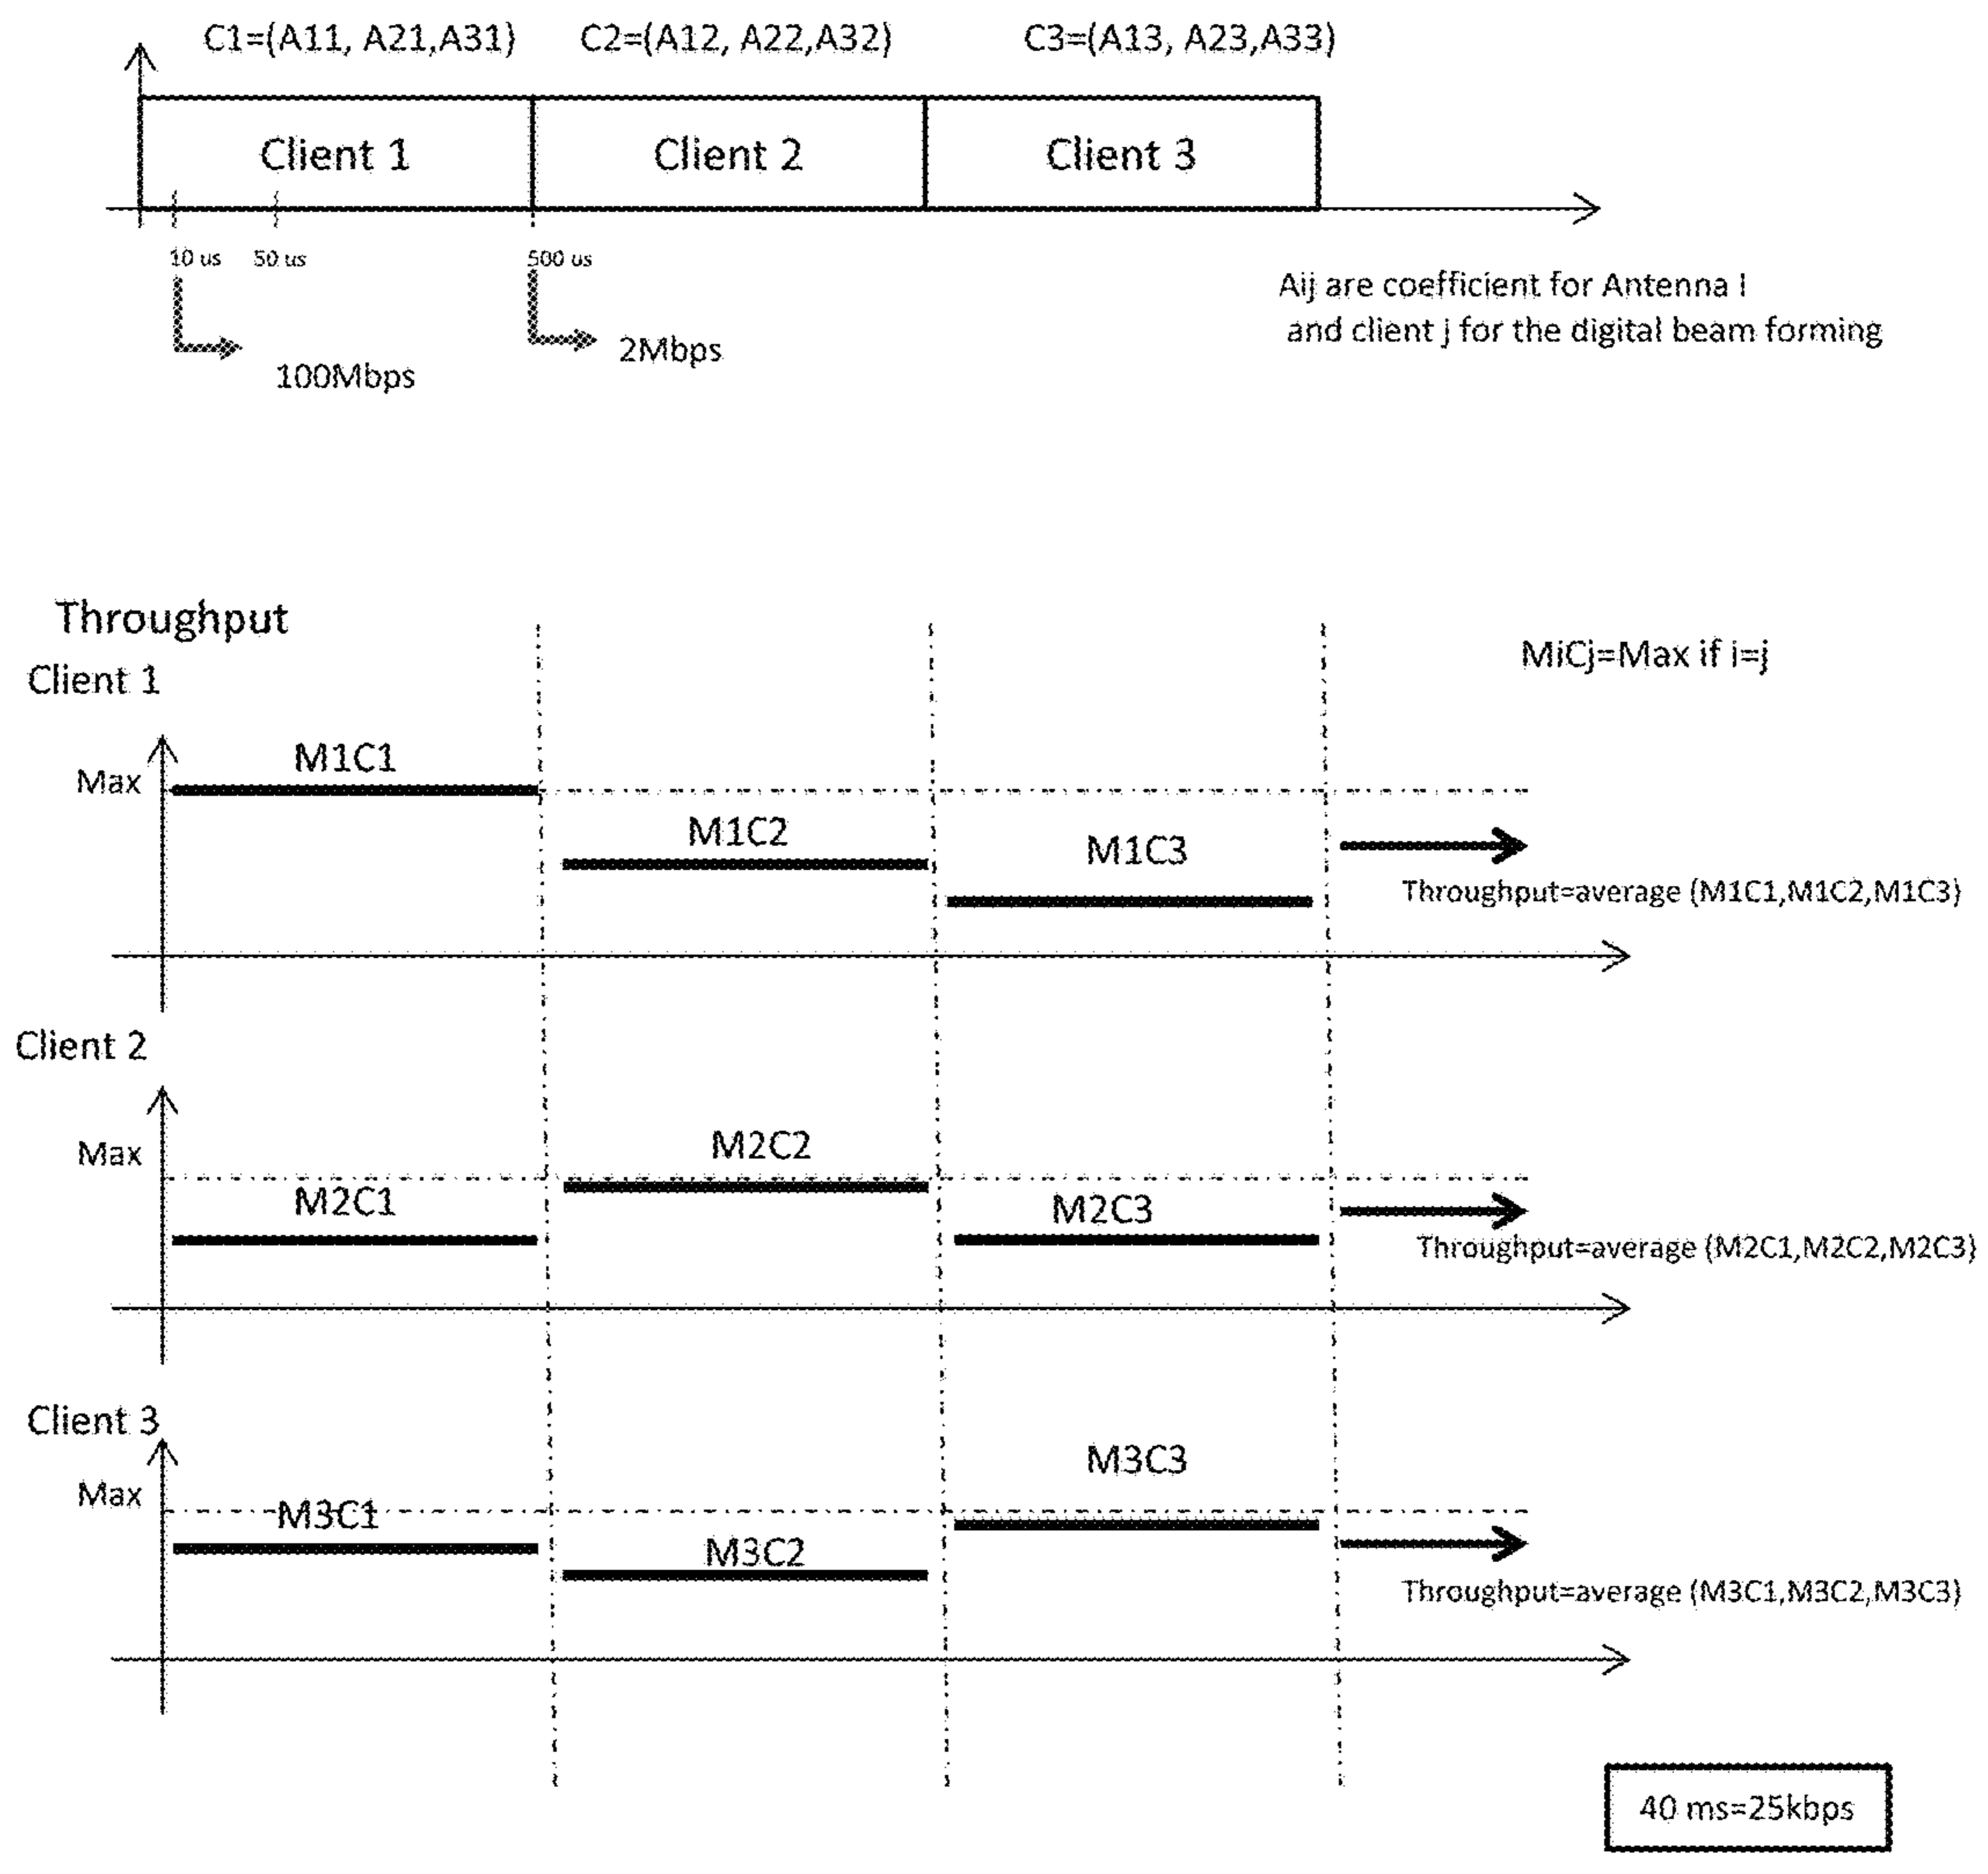 C1=(A11, A21,A31)
C2=(A12, A22,A32)
C3=(A13, A23,A33)
Client 1
Client 2
Client 3
10 us
50 us
500 us
100Mbps
2Mbps
Aij are coefficient for Antenna I
and client j for the digital beam forming
Throughput
MiCj=Max if i=j
Client 1
Max
M1C1
M1C2
M1C3
Throughput=average (M1C1,M1C2,M1C3)
Client 2
Max
M2C1
M2C2
M2C3
Throughput=average (M2C1,M2C2,M2C3)
Client 3
Max
M3C1
M3C2
M3C3
Throughput=average (M3C1,M3C2,M3C3)
40 ms=25kbps